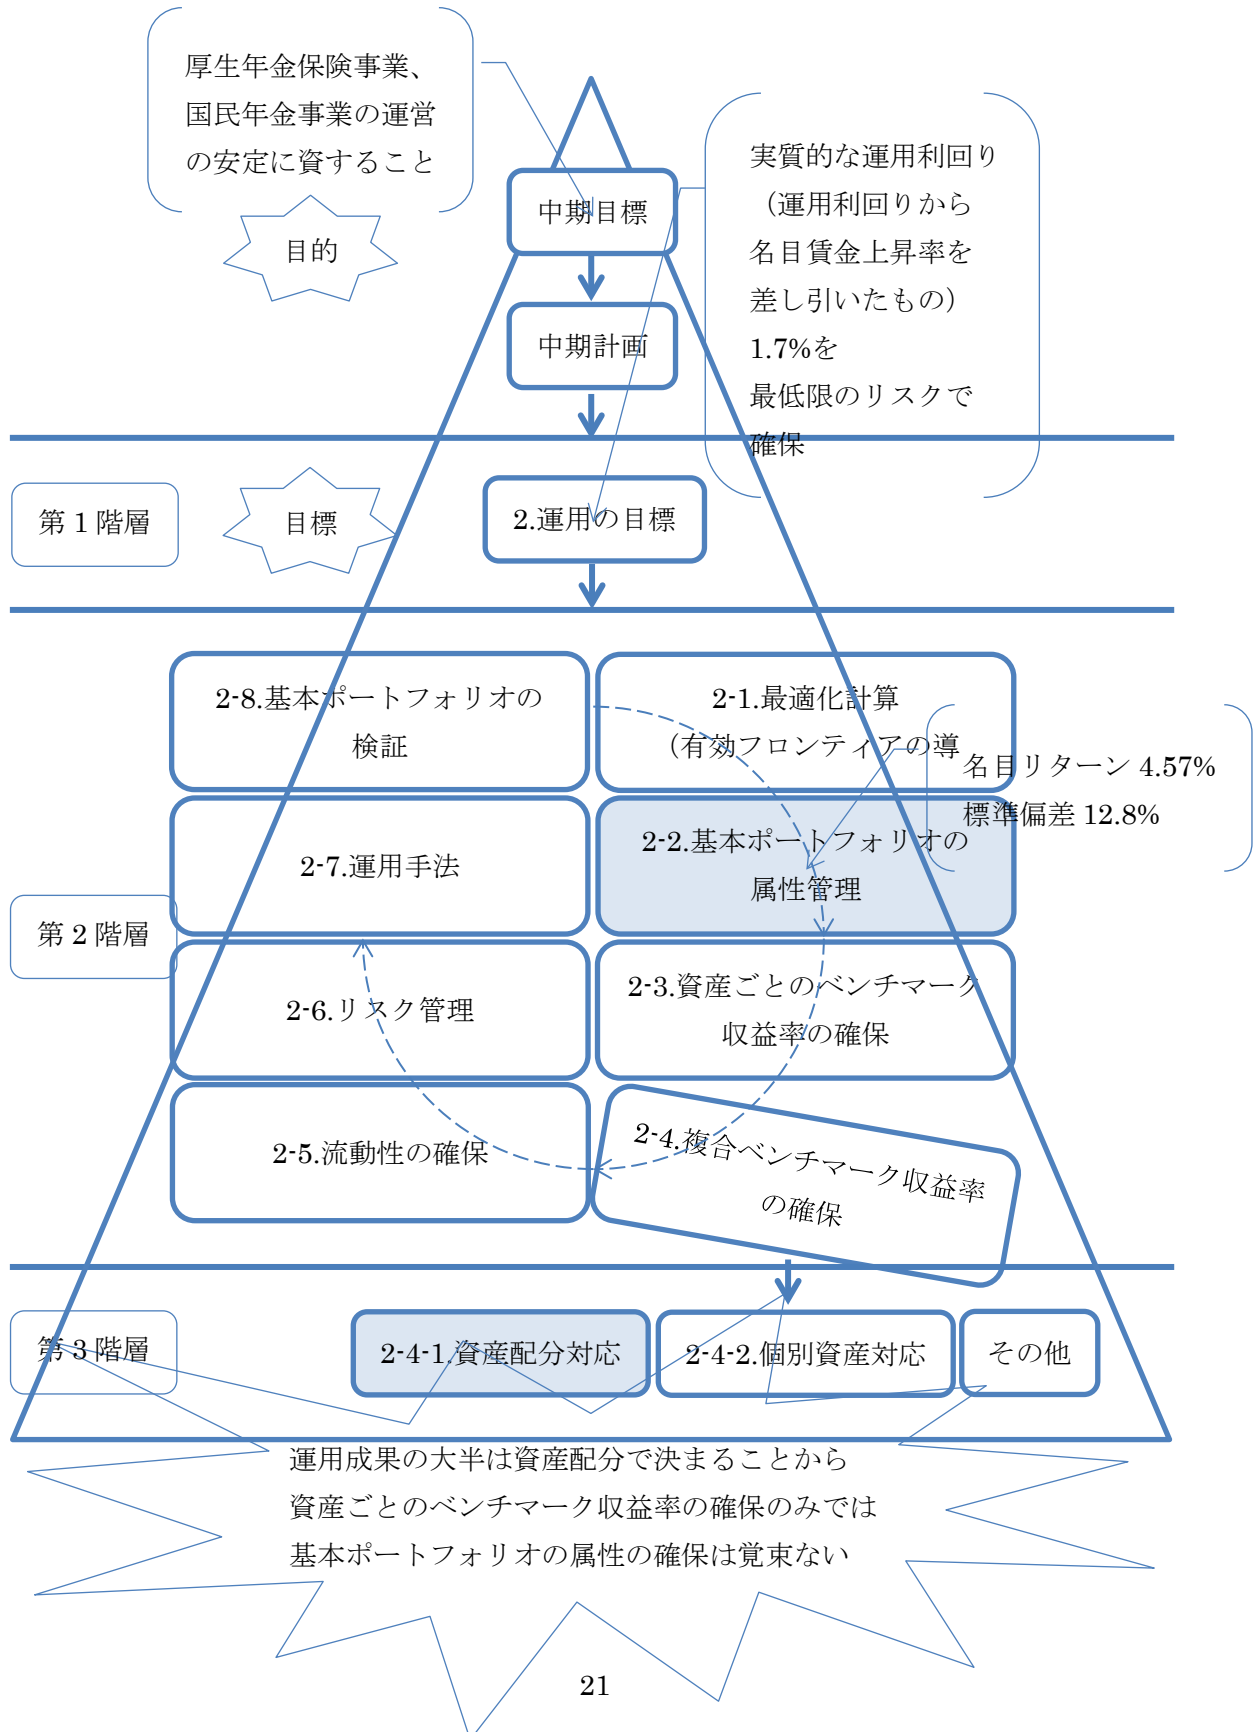 厚生年金保険事業、
国民年金事業の運営
の安定に資すること
目的
中期目標
中期計画
実質的な運用利回り
（運用利回りから
名目賃金上昇率を
差し引いたもの）
1.7%を
最低限のリスクで
確保
第 1 階層
目標
2.運用の目標
2-8.基本ポートフォリオの
検証
2-1.最適化計算
（有効フロンティアの導
名目リターン 4.57%
標準偏差 12.8%
2-7.運用手法
2-2.基本ポートフォリオの
属性管理
第 2 階層
2-6.リスク管理
2-3.資産ごとのベンチマーク
収益率の確保
2-5.流動性の確保
2-4.複合ベンチマーク収益率
の確保
第 3 階層
2-4-1.資産配分対応
2-4-2.個別資産対応
その他
運用成果の大半は資産配分で決まることから
資産ごとのベンチマーク収益率の確保のみでは
基本ポートフォリオの属性の確保は覚束ない
21